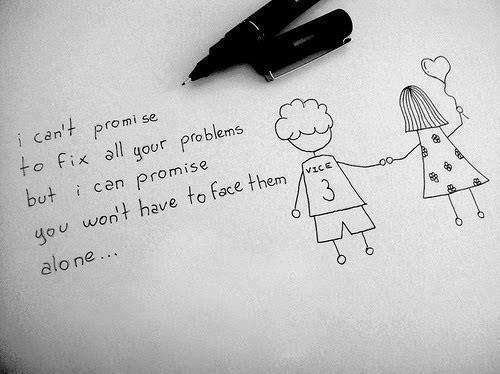 i can't promise
to fix all your problems
but i can promise
you won't have to face them
alone...
VICE
3